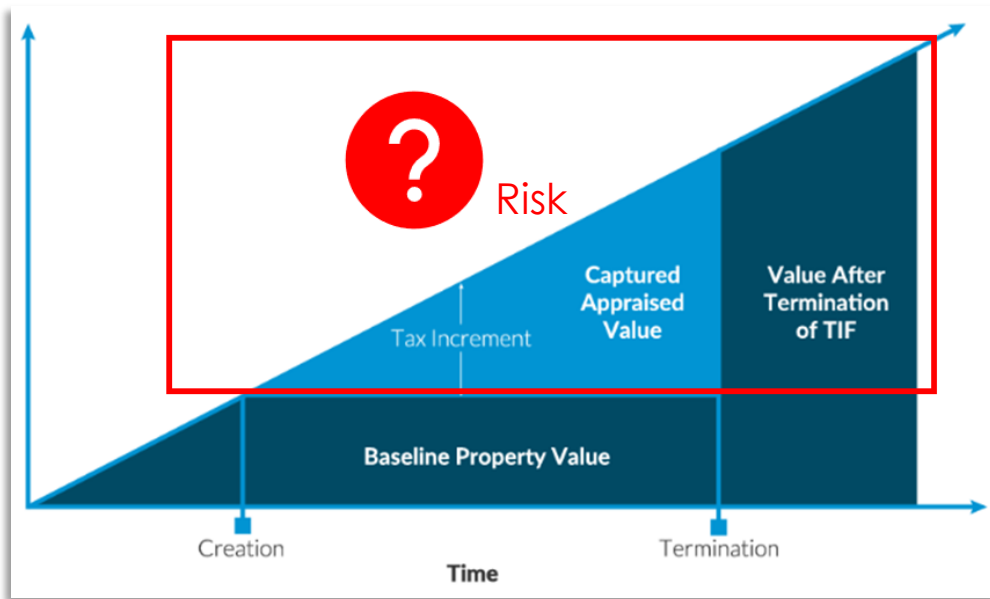 ?
Risk
Captured
Appraised
Value
Value After
Termination
of TIF
Tax Increment
Baseline Property Value
Creation
Termination
Time